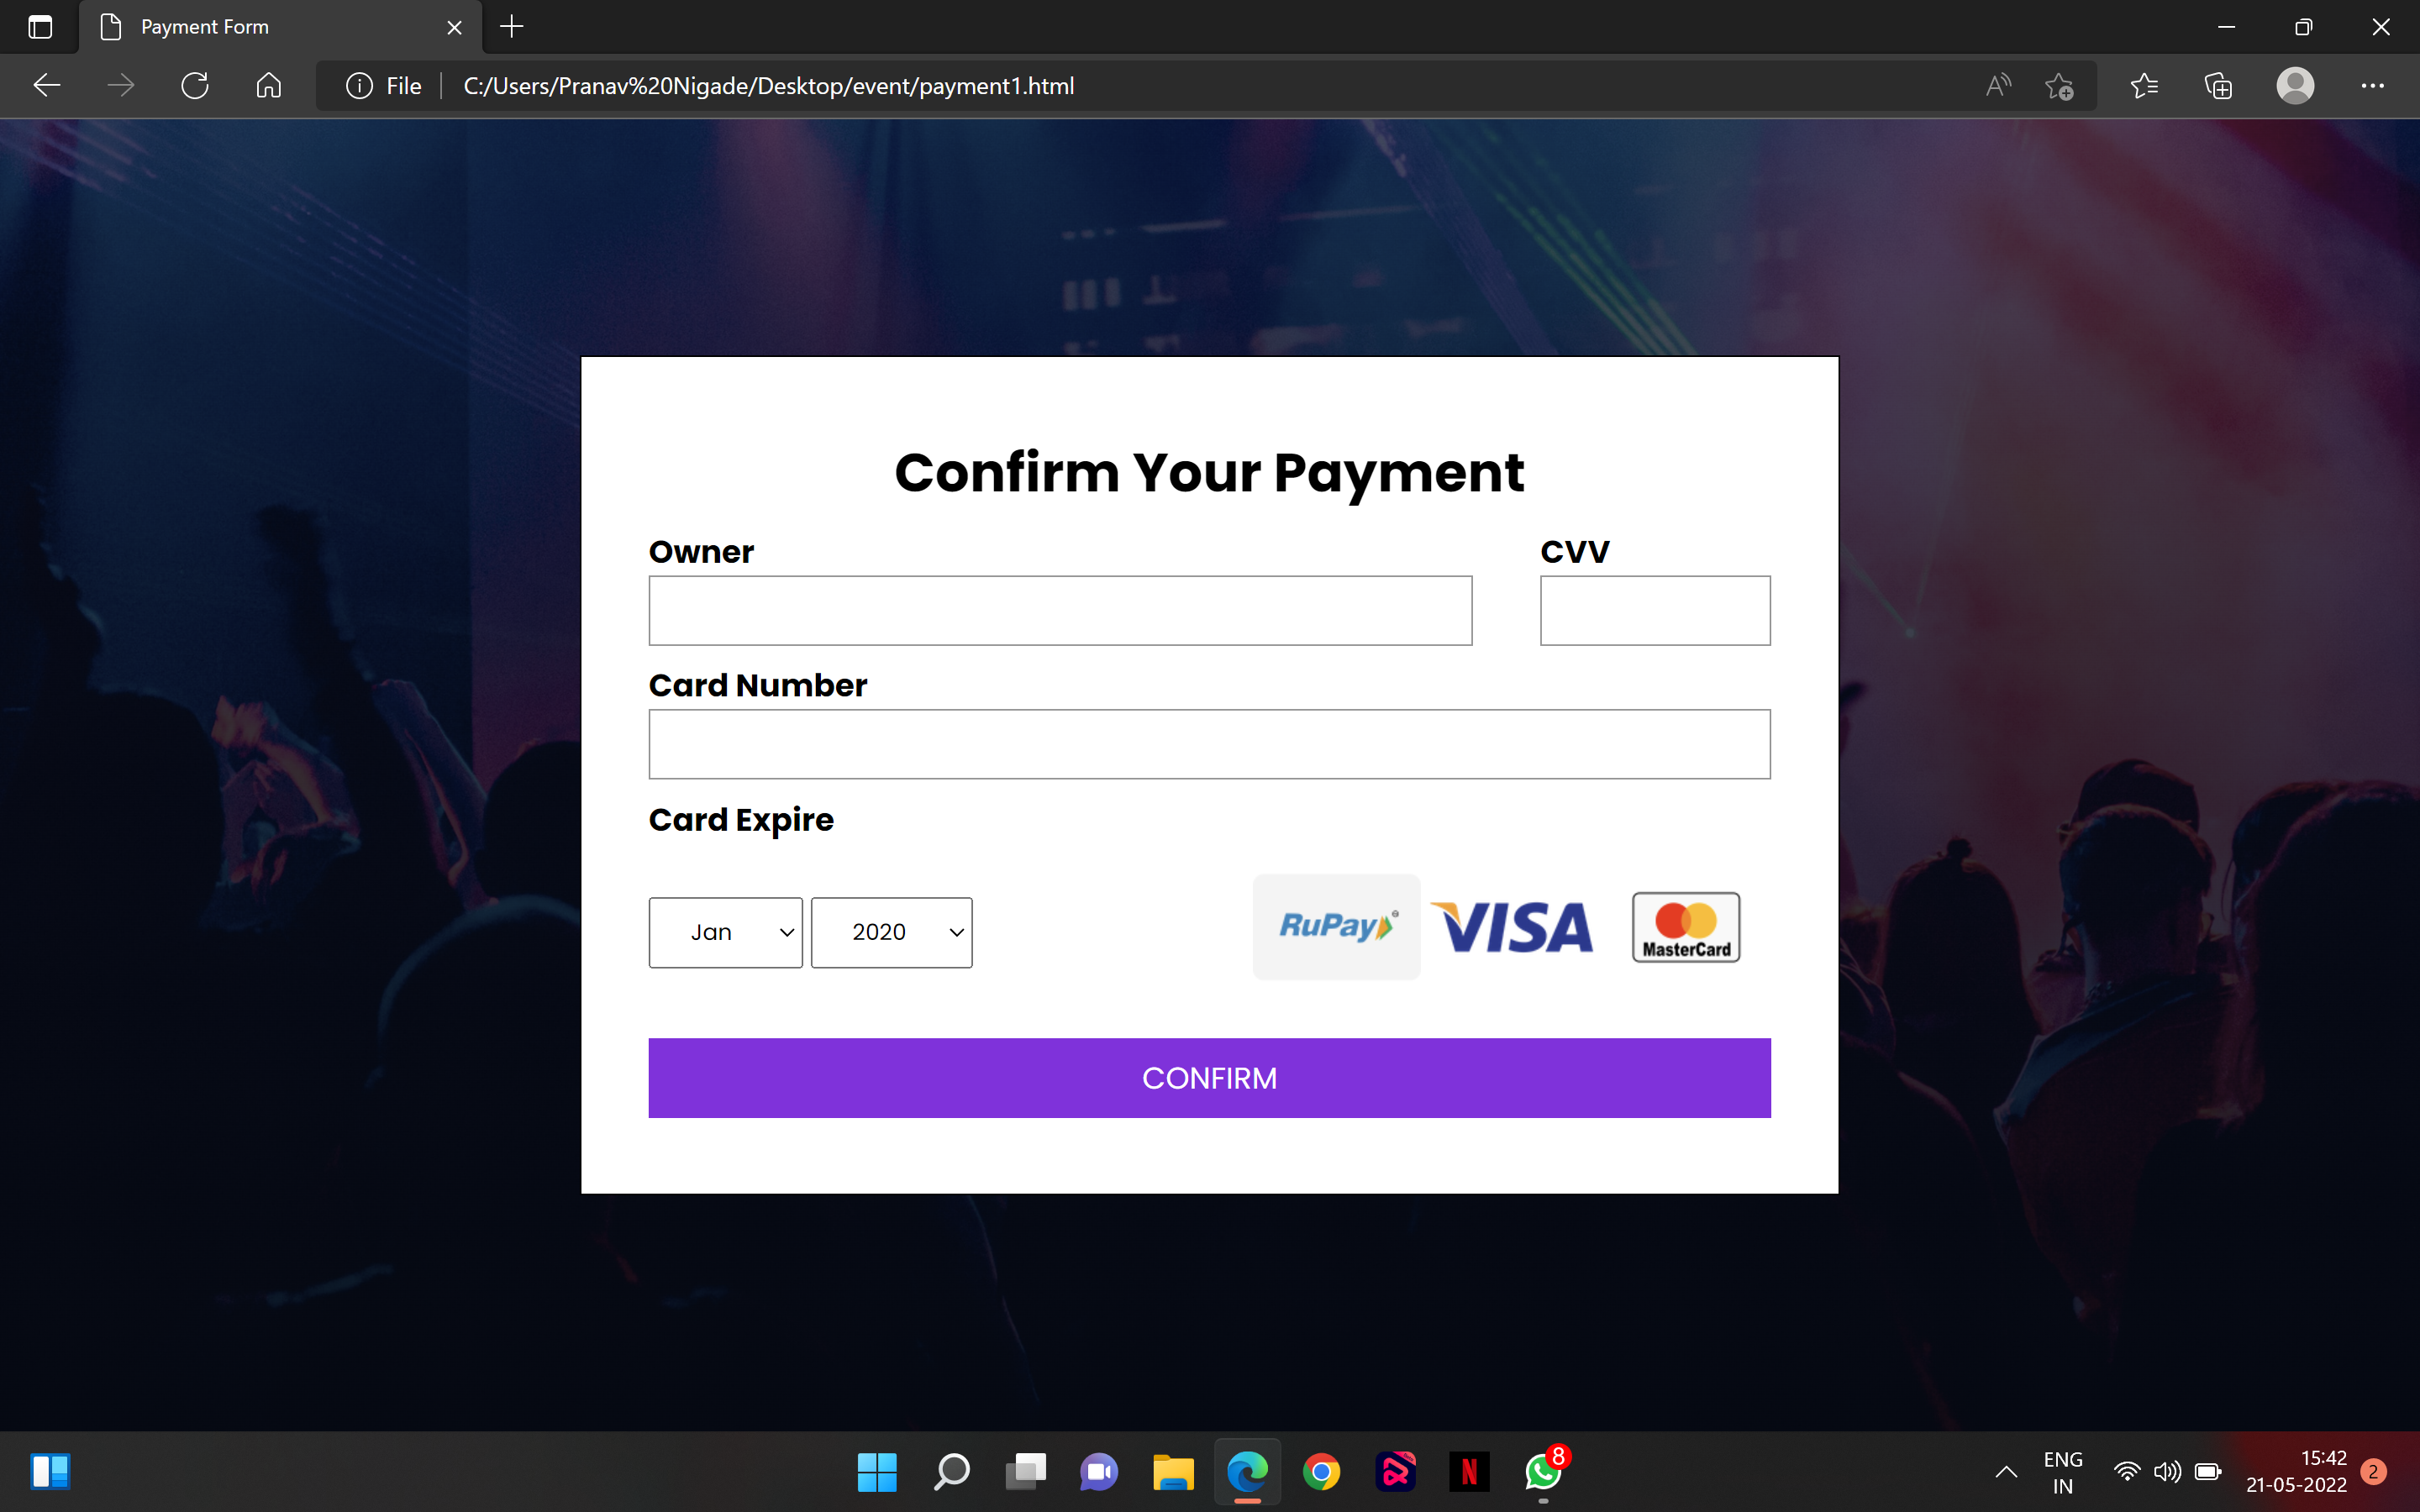 Payment Form
File
C:/Users/Pranav%20Nigade/Desktop/event/payment1.html
Confirm Your Payment
Owner
CVV
Card Number
Card Expire
Jan
2020
RuPay
VISA
MasterCard
CONFIRM
8
ENG
IN
15:42
21-05-2022
2